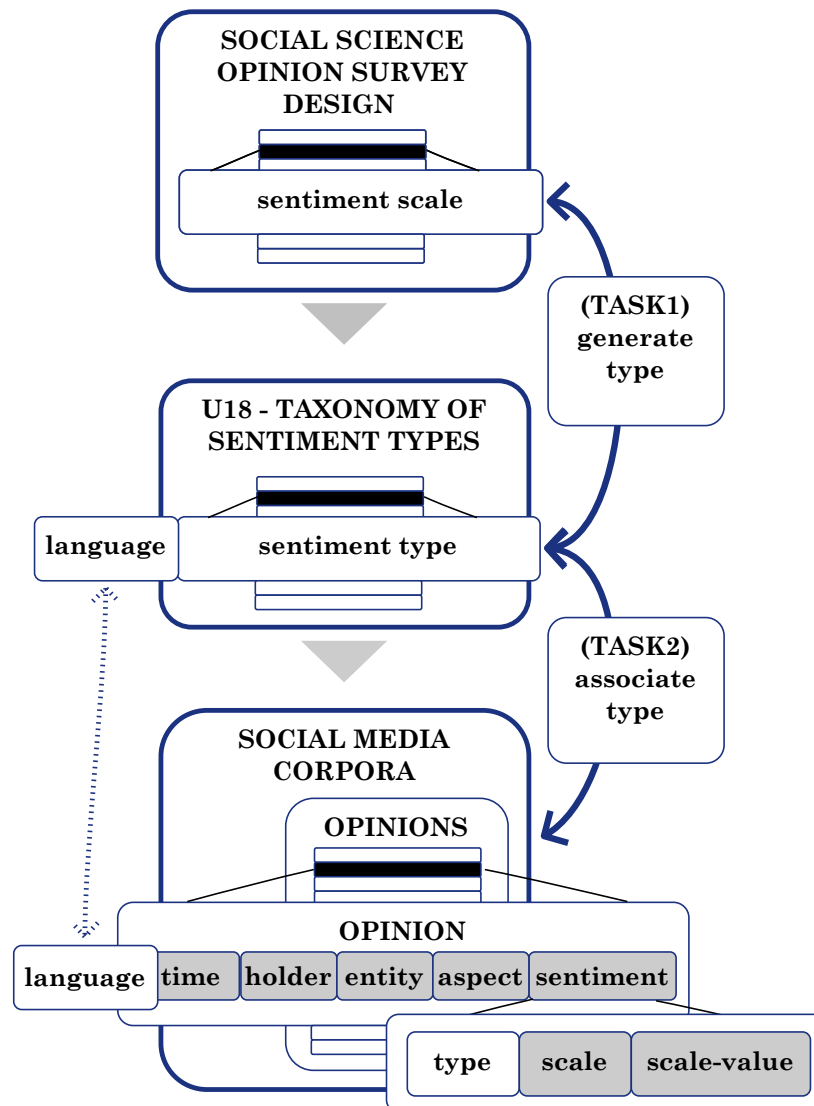 SOCIAL SCIENCE
OPINION SURVEY
DESIGN
sentiment scale
(TASK1)
generate
type
U18 - TAXONOMY OF
SENTIMENT TYPES
language
sentiment type
(TASK2)
associate
type
SOCIAL MEDIA
CORPORA
OPINIONS
OPINION
language time holder entity aspect sentiment
type scale scale-value